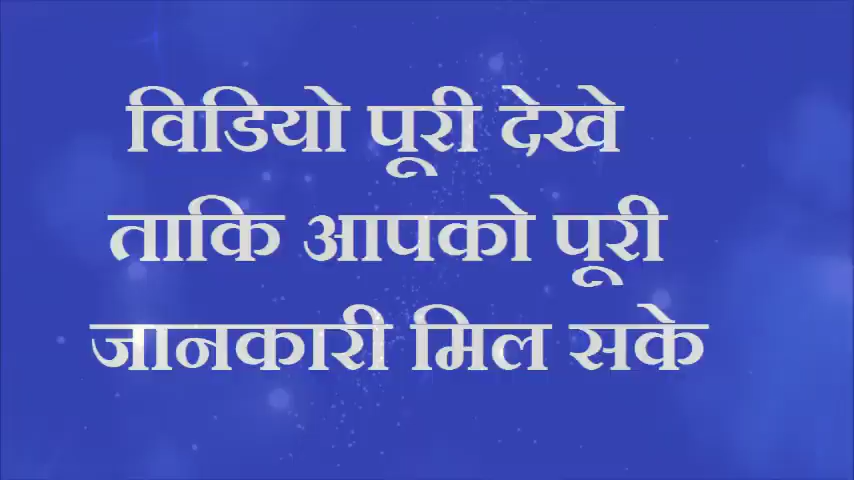 विडियो पूरी देखे
ताकि आपको पूरी
जानकारी मिल सके